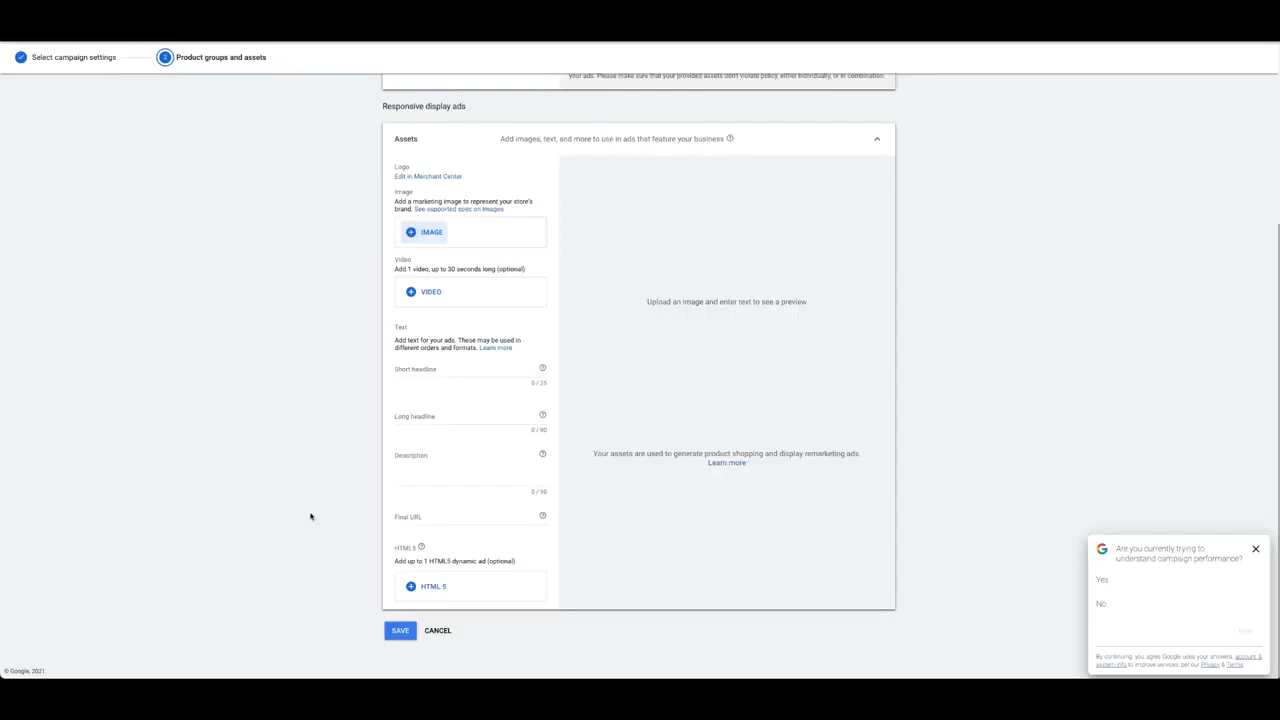 Select campaign settings
2
Product groups and assets
your ads. Please make sure that your provided assets don't violate policy, either individually, or in combination.
Responsive display ads
Assets
Add images, text, and more to use in ads that feature your business
Logo
Edit in Merchant Center
Image
Add a marketing image to represent your store's
brand. See supported spec on images
IMAGE
Video
Add 1 video, up to 30 seconds long (optional)
VIDEO
Upload an image and enter text to see a preview
Text
Add text for your ads. These may be used in
different orders and formats. Learn more
Short headline
0 / 25
Long headline
0 / 90
Description
0 / 90
Your assets are used to generate product shopping and display remarketing ads.
Learn more
Final URL
HTML5
Add up to 1 HTML5 dynamic ad (optional)
HTML 5
SAVE
CANCEL
Are you currently trying to
understand campaign performance?
Yes
No
By continuing, you agree Google uses your answers, account &
system info to improve services, per our Privacy & Terms.
© Google, 2021.